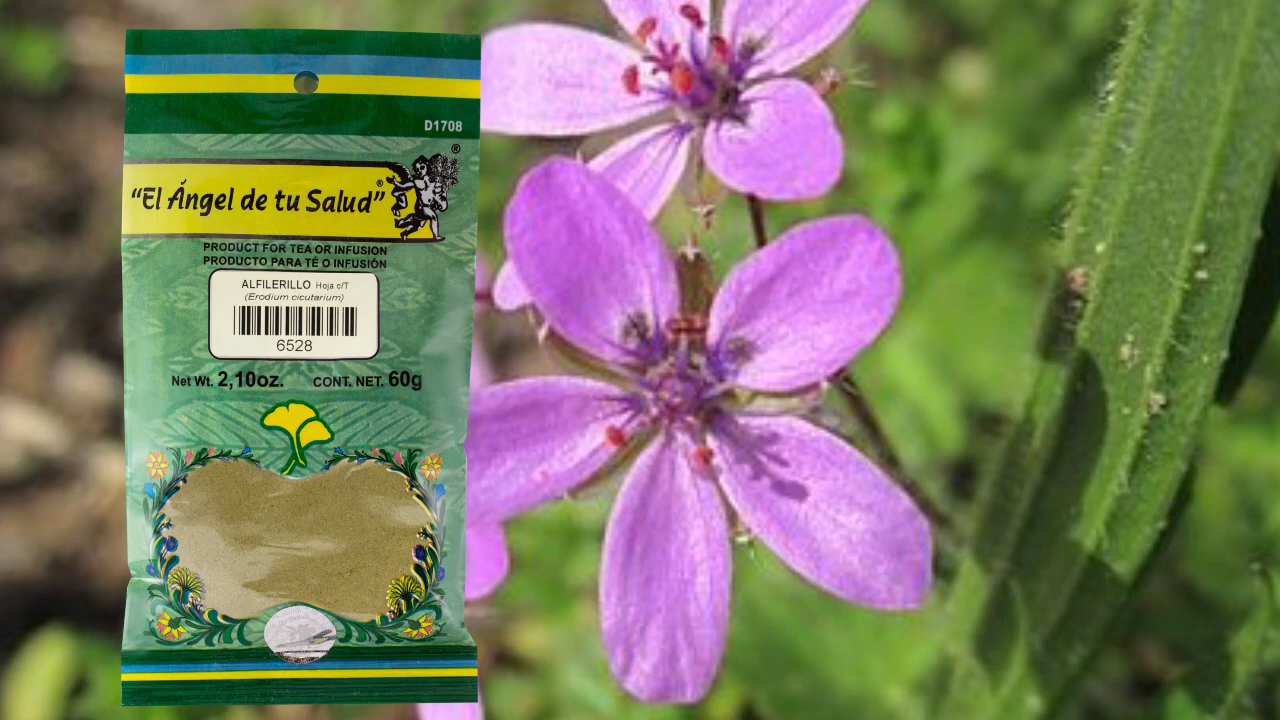 D1708
®
"El Ángel de tu Salud"®
PRODUCT FOR TEA OR INFUSION
PRODUCTO PARA TÉ O INFUSIÓN
ALFILERILLO Hoja c/T
(Erodium cicutarium)
6528
Net Wt. 2,10oz. CONT. NET. 60g